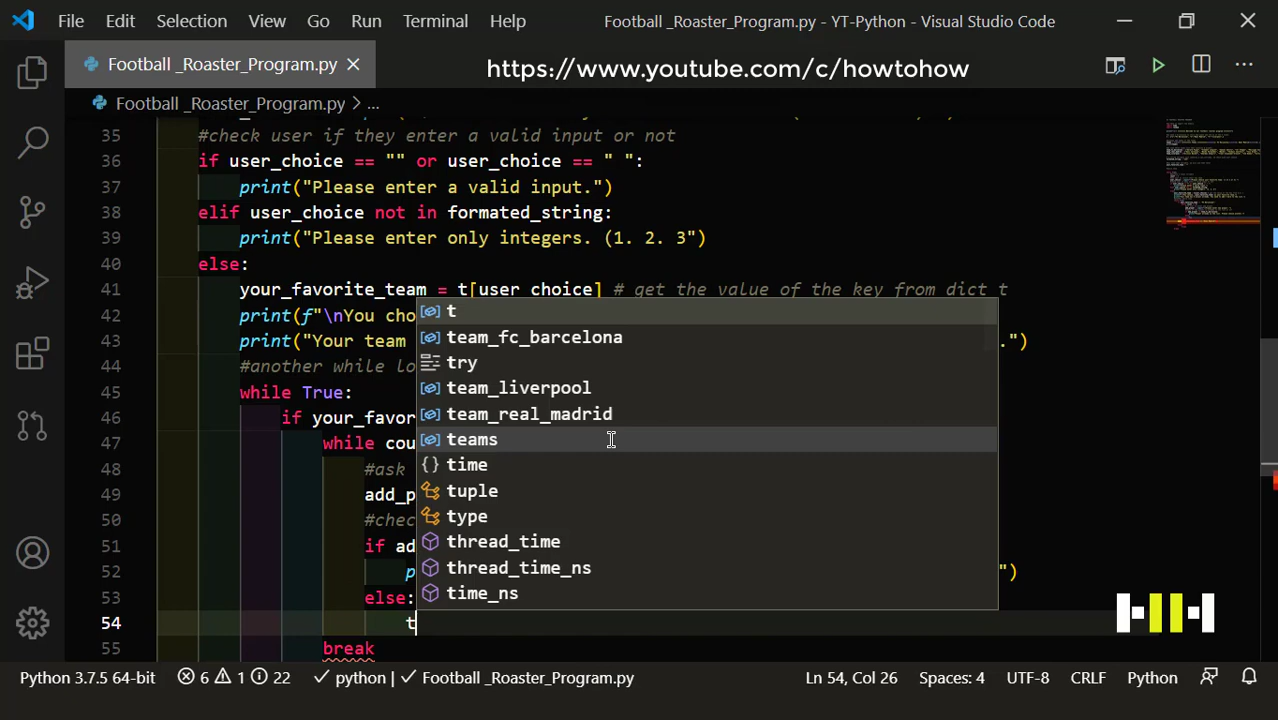 File Edit Selection View Go Run Terminal Help Football _Roaster_Program.py - YT-Python - Visual Studio Code
Football _Roaster_Program.py
https://www.youtube.com/c/howtohow
Football _Roaster_Program.py > ...
35 #check user if they enter a valid input or not
36 if user_choice == "" or user_choice == " ":
37 print("Please enter a valid input.")
38 elif user_choice not in formated_string:
39 print("Please enter only integers. (1. 2. 3")
40 else:
41 your_favorite_team = t[user_choice] # get the value of the key from dict t
42 print(f"\nYou cho
43 print("Your team .")
44 #another while lo
45 while True:
46 if your_favor
47 while cou
48 #ask
49 add_p
50 #chec
51 if ad
52 p ")
53 else:
54 t
55 break
t
team_fc_barcelona
try
team_liverpool
team_real_madrid
teams
time
tuple
type
thread_time
thread_time_ns
time_ns
Python 3.7.5 64-bit 6 1 22 python | Football _Roaster_Program.py Ln 54, Col 26 Spaces: 4 UTF-8 CRLF Python